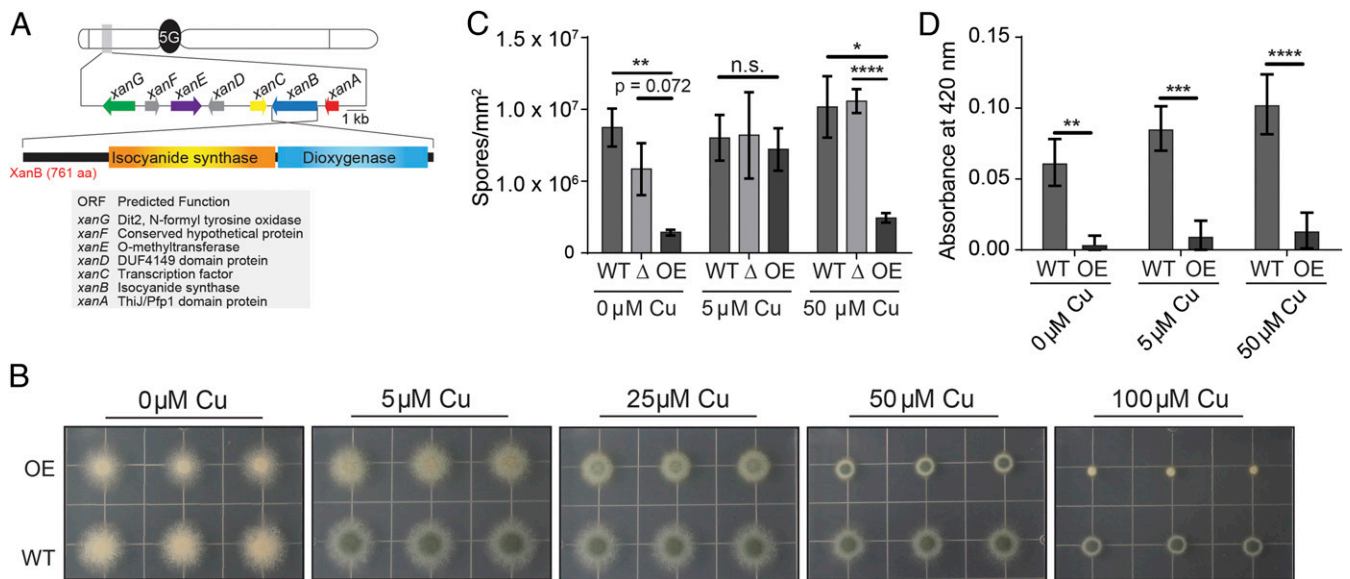 A
5G
xanG xanF xanE xanD xanC xanB xanA
1 kb
Isocyanide synthase Dioxygenase
XanB (761 aa)
ORF Predicted Function
xanG Dit2, N-formyl tyrosine oxidase
xanF Conserved hypothetical protein
xanE O-methyltransferase
xanD DUF4149 domain protein
xanC Transcription factor
xanB Isocyanide synthase
xanA ThiJ/Pfp1 domain protein
C
Spores/mm²
1.5 x 10⁷
1.0 x 10⁷
1.0 x 10⁶
0
**
p = 0.072
n.s.
*
****
WT Δ OE WT Δ OE WT Δ OE
0 µM Cu 5 µM Cu 50 µM Cu
D
Absorbance at 420 nm
0.15
0.10
0.05
0.00
**
***
****
WT OE WT OE WT OE
0 µM Cu 5 µM Cu 50 µM Cu
B
0µM Cu 5µM Cu 25µM Cu 50µM Cu 100µM Cu
OE
WT